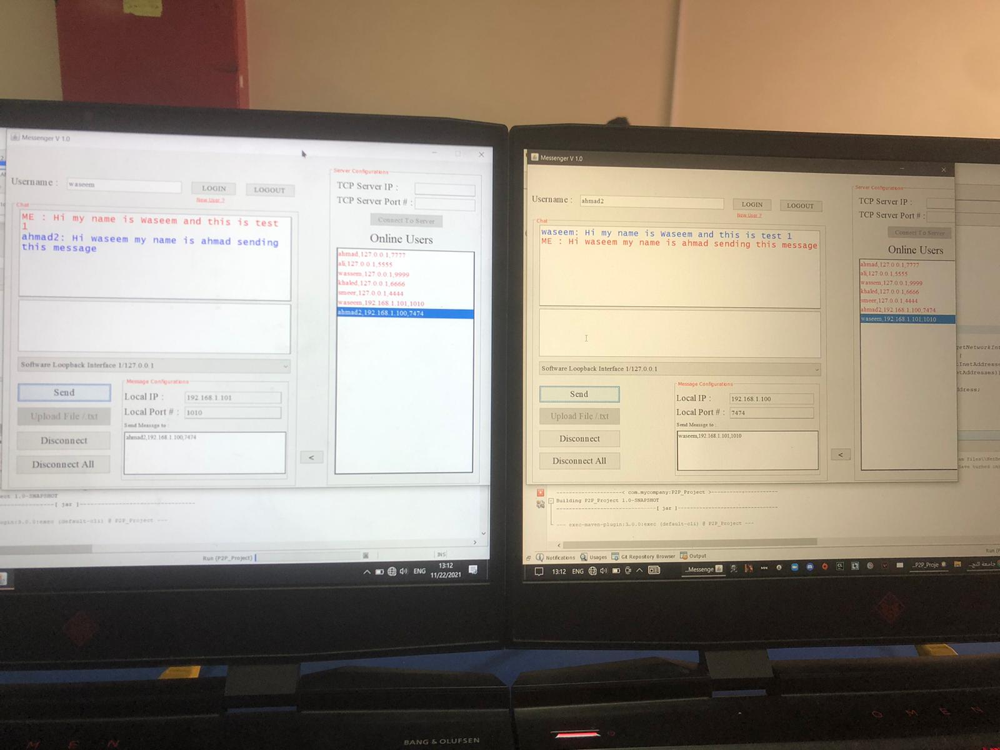 Messenger V 1.0
Username :
waseem
LOGIN
LOGOUT
New User ?
Chat
ME : Hi my name is Waseem and this is test
1
ahmad2: Hi waseem my name is ahmad sending
this message
Software Loopback Interface 1/127.0.0.1
Send
Upload File /.txt
Disconnect
Disconnect All
Message Configurations
Local IP :
192.168.1.101
Local Port # :
1010
Send Meassge to :
ahmad2,192.168.1.100,7474
<
Server Configurations
TCP Server IP :
TCP Server Port # :
Connect To Server
Online Users
ahmad,127.0.0.1,7777
ali,127.0.0.1,5555
wassem,127.0.0.1,9999
khaled,127.0.0.1,6666
smeer,127.0.0.1,4444
waseem,192.168.1.101,1010
ahmad2,192.168.1.100,7474
ect 1.0-SNAPSHOT
[ jar ]
ugin:3.0.0:exec (default-cli) @ P2P_Project ---
Run (P2P_Project)
INS
ENG
13:12
11/22/2021
Messenger V 1.0
Username :
ahmad2
LOGIN
LOGOUT
New User ?
Chat
waseem: Hi my name is Waseem and this is test 1
ME : Hi waseem my name is ahmad sending this message
Software Loopback Interface 1/127.0.0.1
Send
Upload File /.txt
Disconnect
Disconnect All
Message Configurations
Local IP :
192.168.1.100
Local Port # :
7474
Send Meassge to :
waseem,192.168.1.101,1010
<
Server Configurations
TCP Server IP :
TCP Server Port # :
Connect To Server
Online Users
ahmad,127.0.0.1,7777
ali,127.0.0.1,5555
wassem,127.0.0.1,9999
khaled,127.0.0.1,6666
smeer,127.0.0.1,4444
ahmad2,192.168.1.100,7474
waseem,192.168.1.101,1010
etNetworkInt
InetAddress
tAddresses)
dress;
am Files\\NetBe
Save turned
--< com.mycompany:P2P_Project >--
Building P2P_Project 1.0-SNAPSHOT
[ jar ]
--- exec-maven-plugin:3.0.0:exec (default-cli) @ P2P_Project ---
Notifications
Usages
Git Repository Browser
Output
Run (P
13:12
ENG
...Messenge
...P2P_Proje
BANG & OLUFSEN
M E N
O M E N